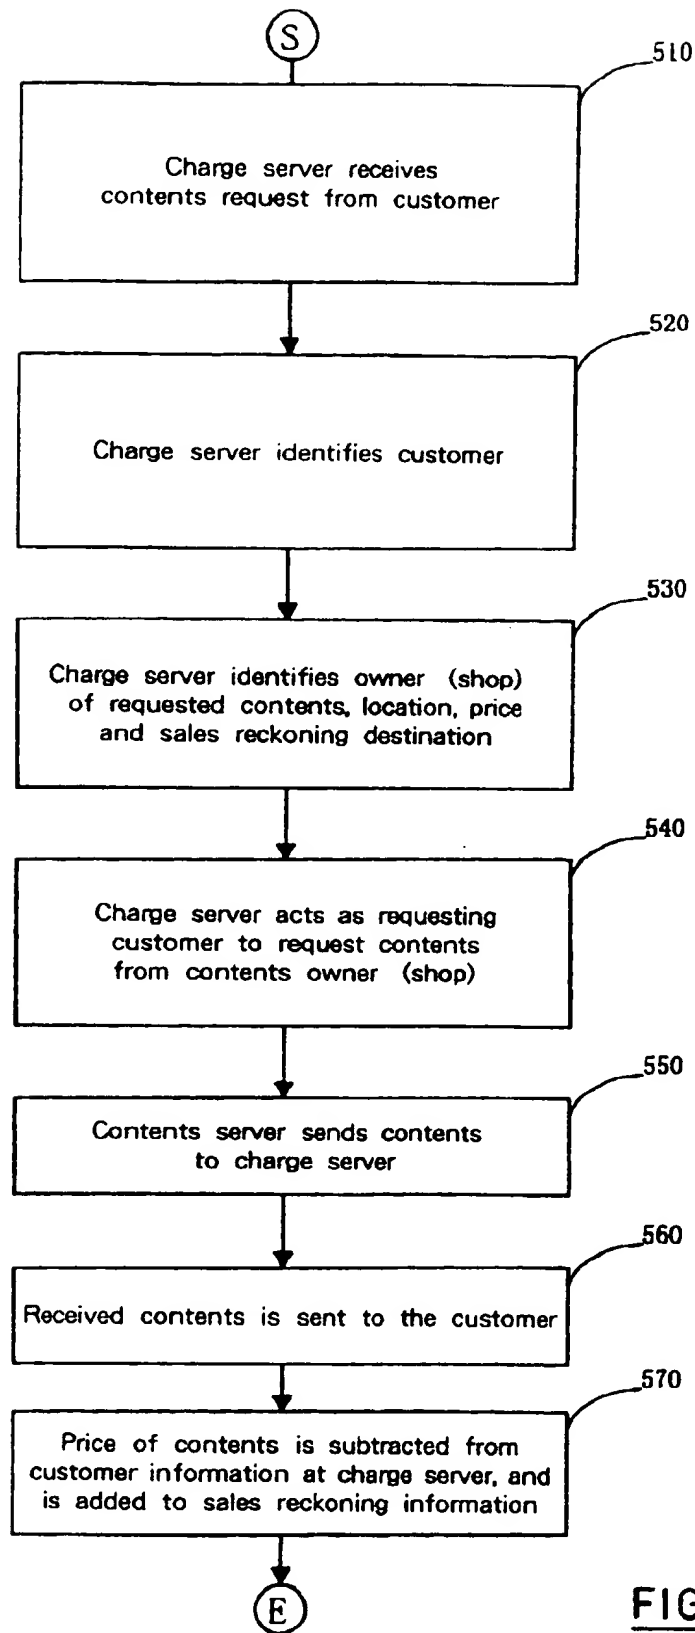 S
510
Charge server receives
contents request from customer
520
Charge server identifies customer
530
Charge server identifies owner (shop)
of requested contents, location, price
and sales reckoning destination
540
Charge server acts as requesting
customer to request contents
from contents owner (shop)
550
Contents server sends contents
to charge server
560
Received contents is sent to the customer
570
Price of contents is subtracted from
customer information at charge server, and
is added to sales reckoning information
E
FIG